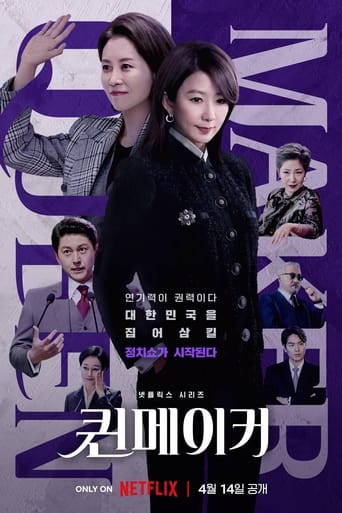 QUEEN
MAKER
연기력이 권력이다
대한민국을
집어삼킬
정치쇼가 시작된다
넷플릭스 시리즈
퀸메이커
ONLY ON NETFLIX | 4월 14일 공개